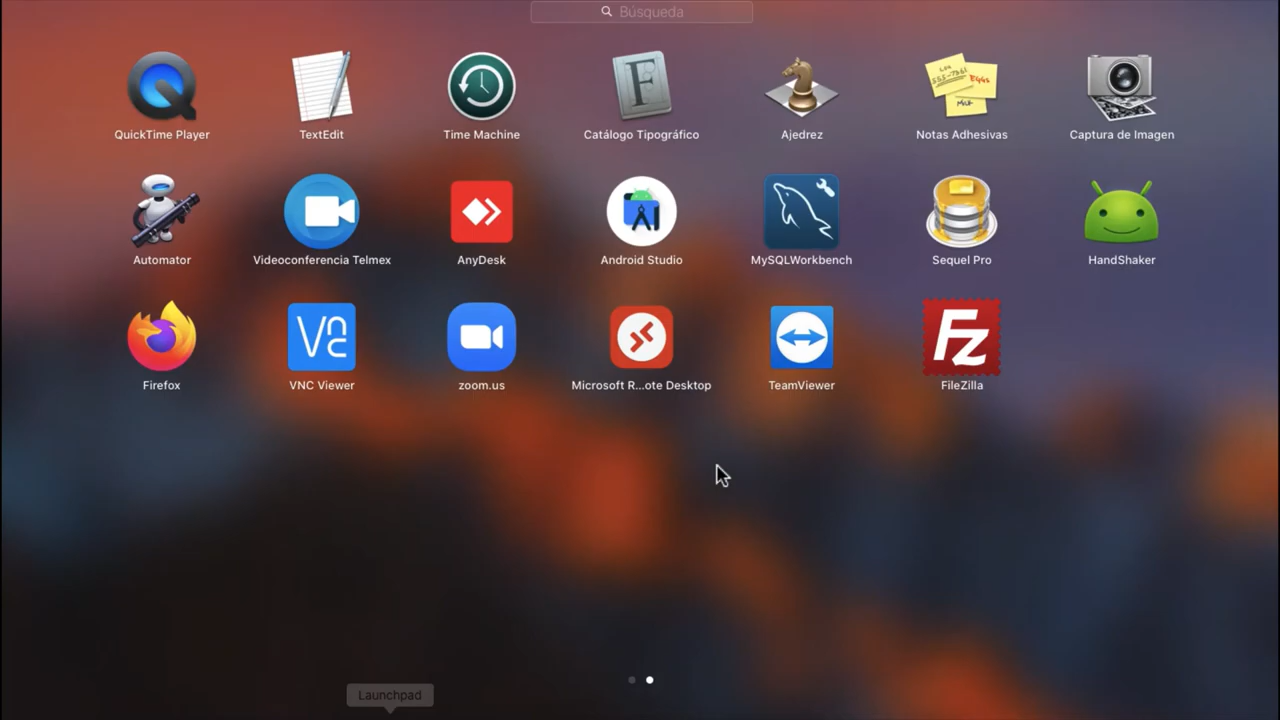 Búsqueda
QuickTime Player
TextEdit
Time Machine
Catálogo Tipográfico
Ajedrez
Notas Adhesivas
Captura de Imagen
Automator
Videoconferencia Telmex
AnyDesk
Android Studio
MySQLWorkbench
Sequel Pro
HandShaker
Firefox
VNC Viewer
zoom.us
Microsoft R...ote Desktop
TeamViewer
FileZilla
Launchpad